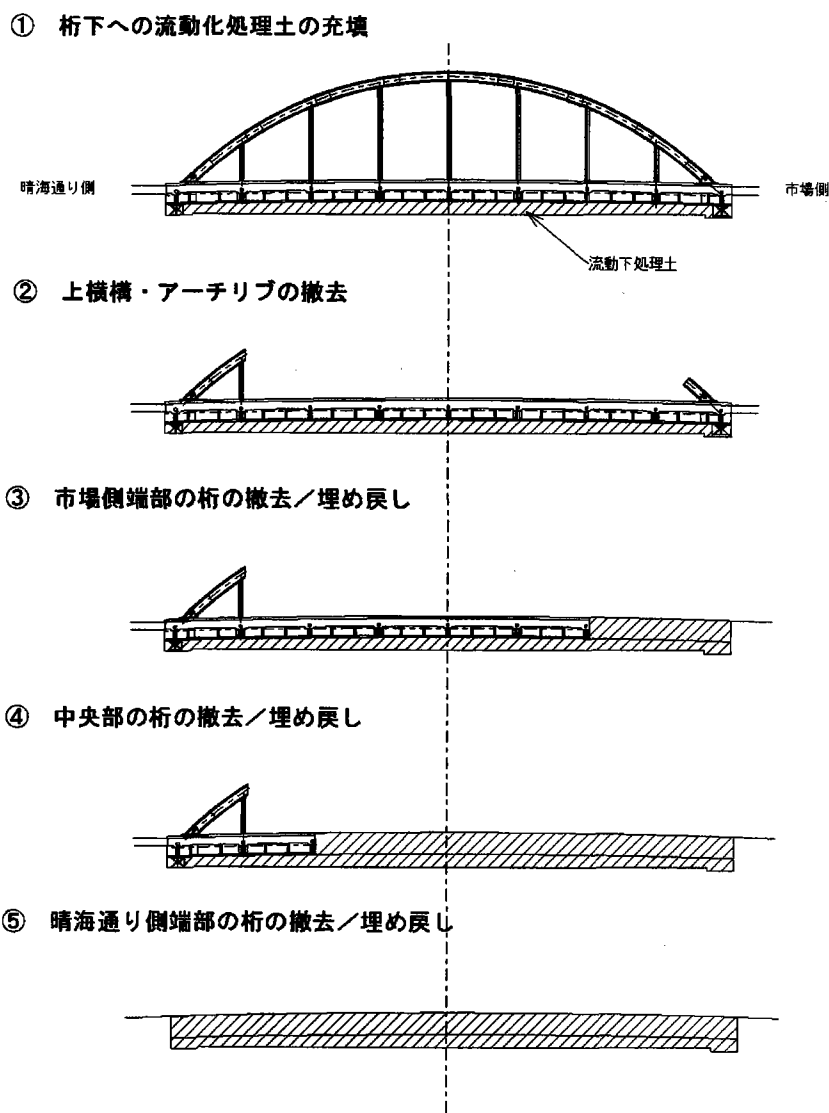 ① 桁下への流動化処理土の充填
晴海通り側
市場側
流動下処理土
② 上横構・アーチリブの撤去
③ 市場側端部の桁の撤去／埋め戻し
④ 中央部の桁の撤去／埋め戻し
⑤ 晴海通り側端部の桁の撤去／埋め戻し